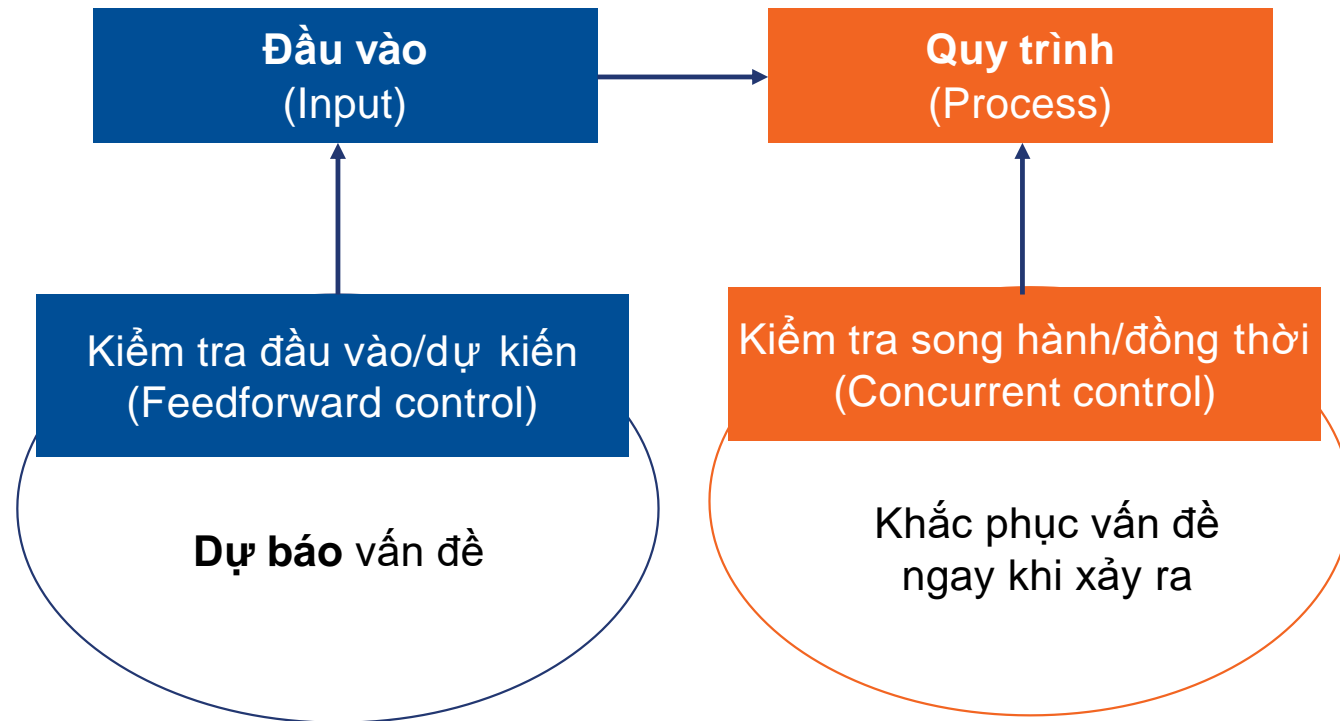 Đầu vào
(Input)
Quy trình
(Process)
Kiểm tra đầu vào/dự kiến
(Feedforward control)
Kiểm tra song hành/đồng thời
(Concurrent control)
Dự báo vấn đề
Khắc phục vấn đề
ngay khi xảy ra